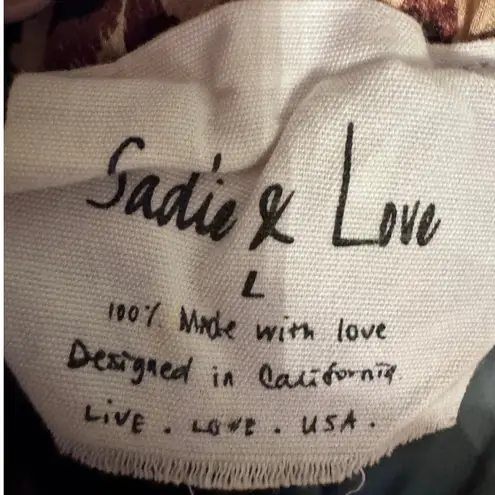 Sadie & Love
L
100% Made with love
Designed in California
LIVE . LOVE . USA .